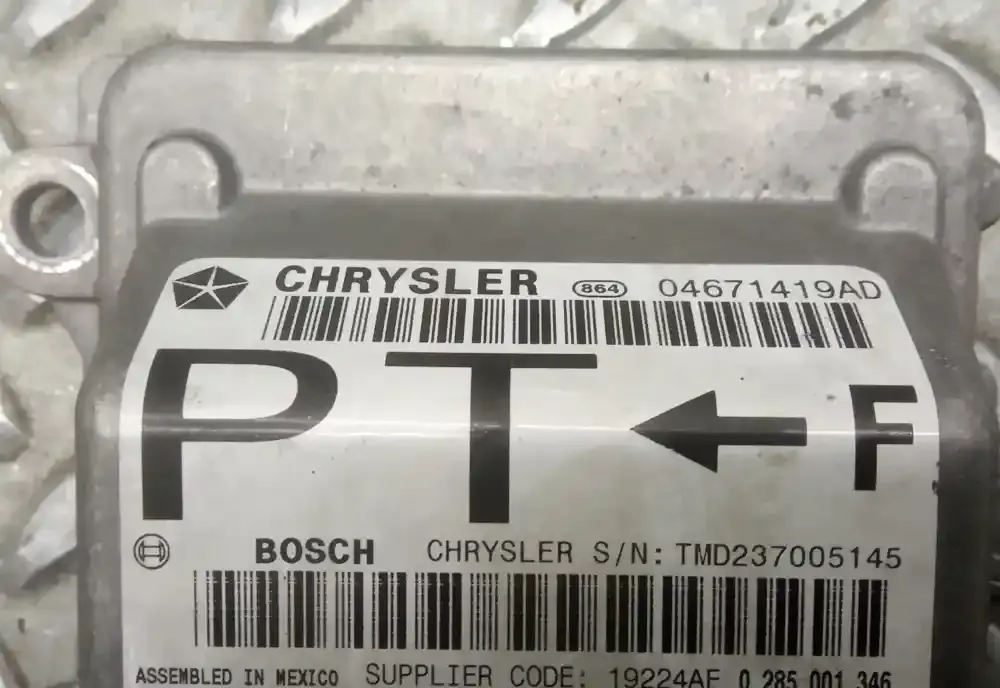 CHRYSLER 864 04671419AD
PT F
BOSCH CHRYSLER S/N: TMD237005145
ASSEMBLED IN MEXICO SUPPLIER CODE: 19224AF 0 285 001 346